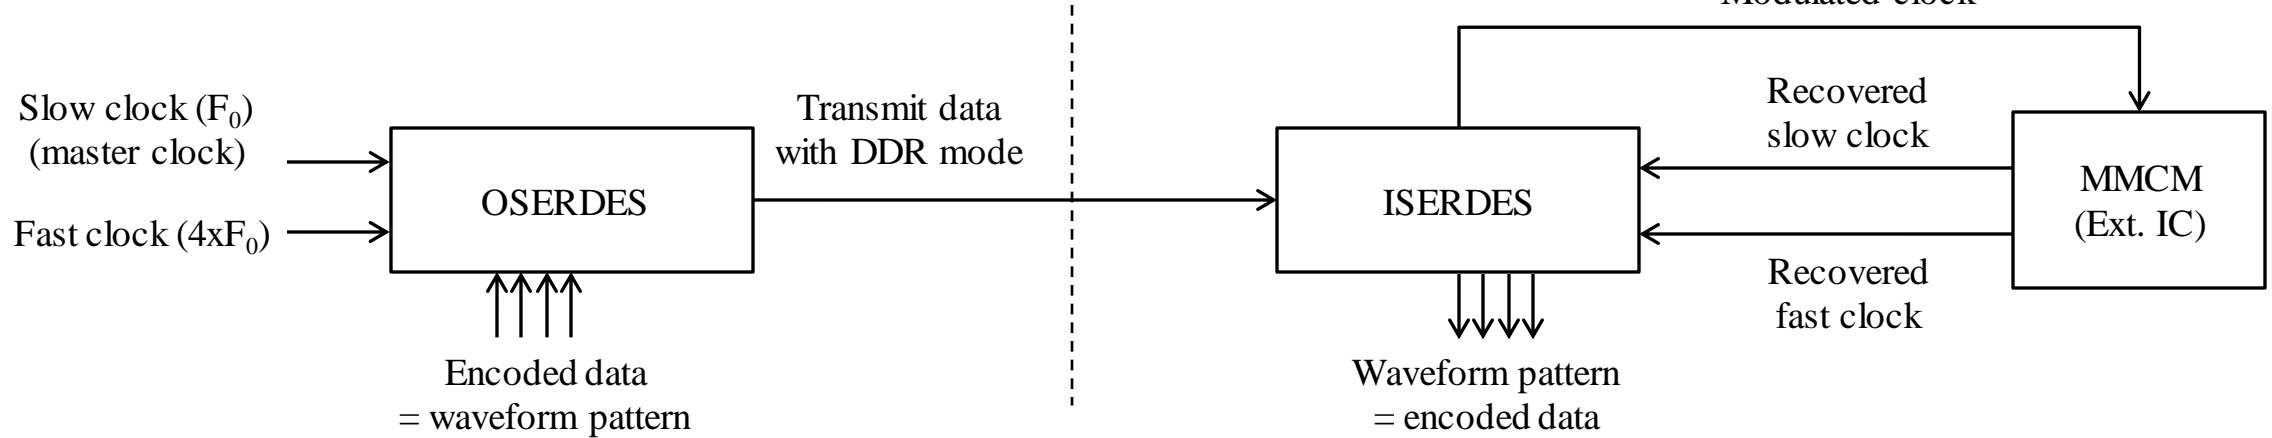 Modulated clock
Slow clock (F0)
(master clock)
Fast clock (4xF0)
OSERDES
Encoded data
= waveform pattern
Transmit data
with DDR mode
ISERDES
Waveform pattern
= encoded data
Recovered
slow clock
Recovered
fast clock
MMCM
(Ext. IC)